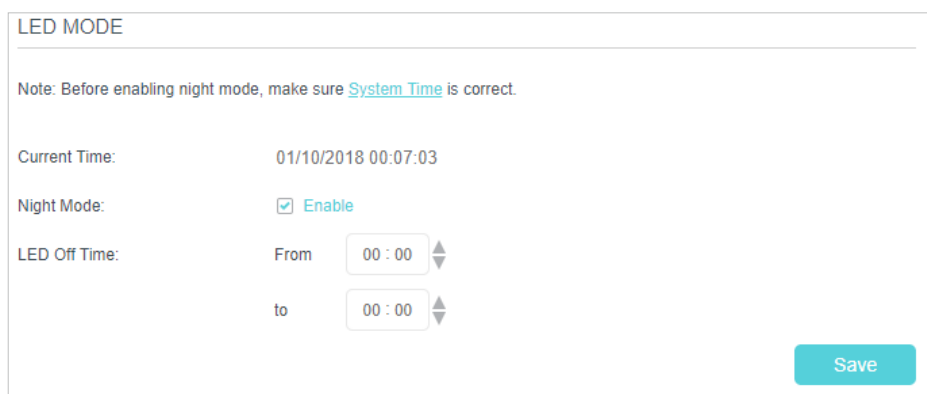 LED MODE
Note: Before enabling night mode, make sure System Time is correct.
Current Time: 01/10/2018 00:07:03
Night Mode: Enable
LED Off Time: From 00 : 00
to 00 : 00
Save